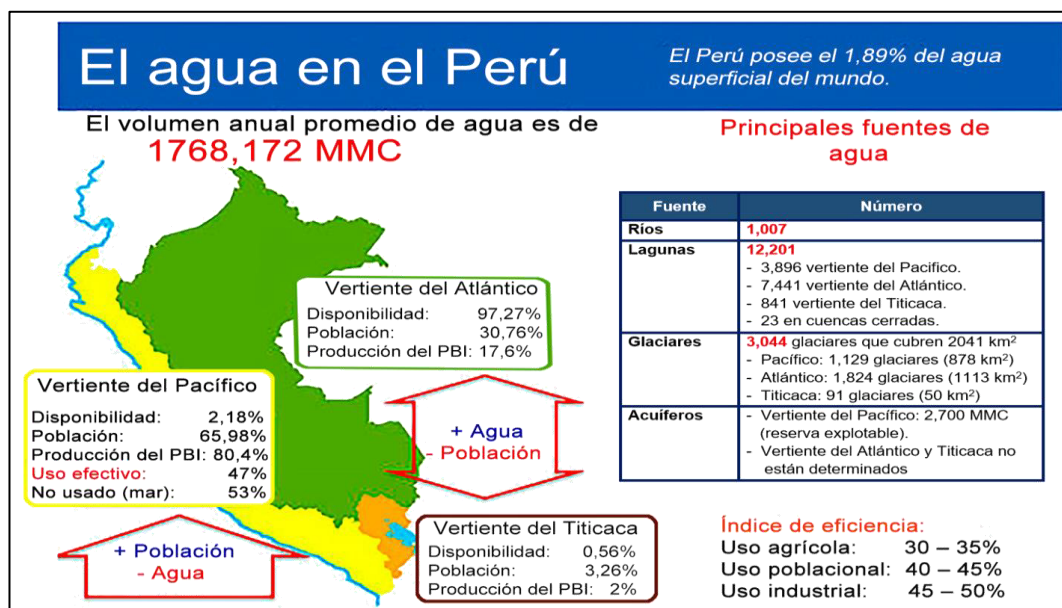 El agua en el Perú
El Perú posee el 1,89% del agua
superficial del mundo.
El volumen anual promedio de agua es de
1768,172 MMC
Vertiente del Atlántico
Disponibilidad: 97,27%
Población: 30,76%
Producción del PBI: 17,6%
Vertiente del Pacífico
Disponibilidad: 2,18%
Población: 65,98%
Producción del PBI: 80,4%
Uso efectivo: 47%
No usado (mar): 53%
+ Agua
- Población
+ Población
- Agua
Vertiente del Titicaca
Disponibilidad: 0,56%
Población: 3,26%
Producción del PBI: 2%
Principales fuentes de
agua
Fuente Número
Ríos 1,007
Lagunas 12,201
- 3,896 vertiente del Pacifico.
- 7,441 vertiente del Atlántico.
- 841 vertiente del Titicaca.
- 23 en cuencas cerradas.
Glaciares 3,044 glaciares que cubren 2041 km²
- Pacífico: 1,129 glaciares (878 km²)
- Atlántico: 1,824 glaciares (1113 km²)
- Titicaca: 91 glaciares (50 km²)
Acuíferos - Vertiente del Pacífico: 2,700 MMC
(reserva explotable).
- Vertiente del Atlántico y Titicaca no
están determinados
Índice de eficiencia:
Uso agrícola: 30 – 35%
Uso poblacional: 40 – 45%
Uso industrial: 45 – 50%